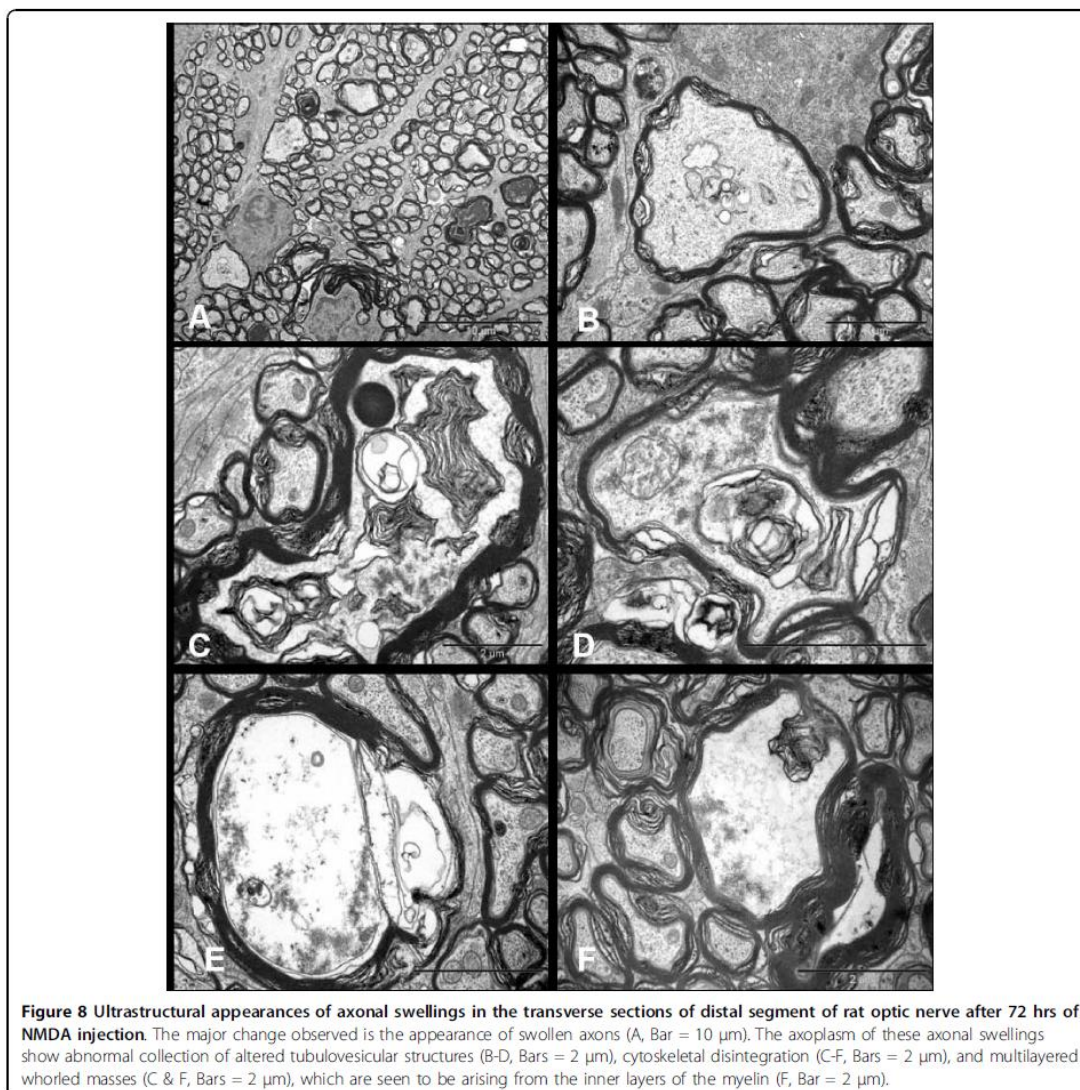 A
10 µm
B
C
2 µm
D
E
F
Figure 8 Ultrastructural appearances of axonal swellings in the transverse sections of distal segment of rat optic nerve after 72 hrs of
NMDA injection. The major change observed is the appearance of swollen axons (A, Bar = 10 µm). The axoplasm of these axonal swellings
show abnormal collection of altered tubulovesicular structures (B-D, Bars = 2 µm), cytoskeletal disintegration (C-F, Bars = 2 µm), and multilayered
whorled masses (C & F, Bars = 2 µm), which are seen to be arising from the inner layers of the myelin (F, Bar = 2 µm).